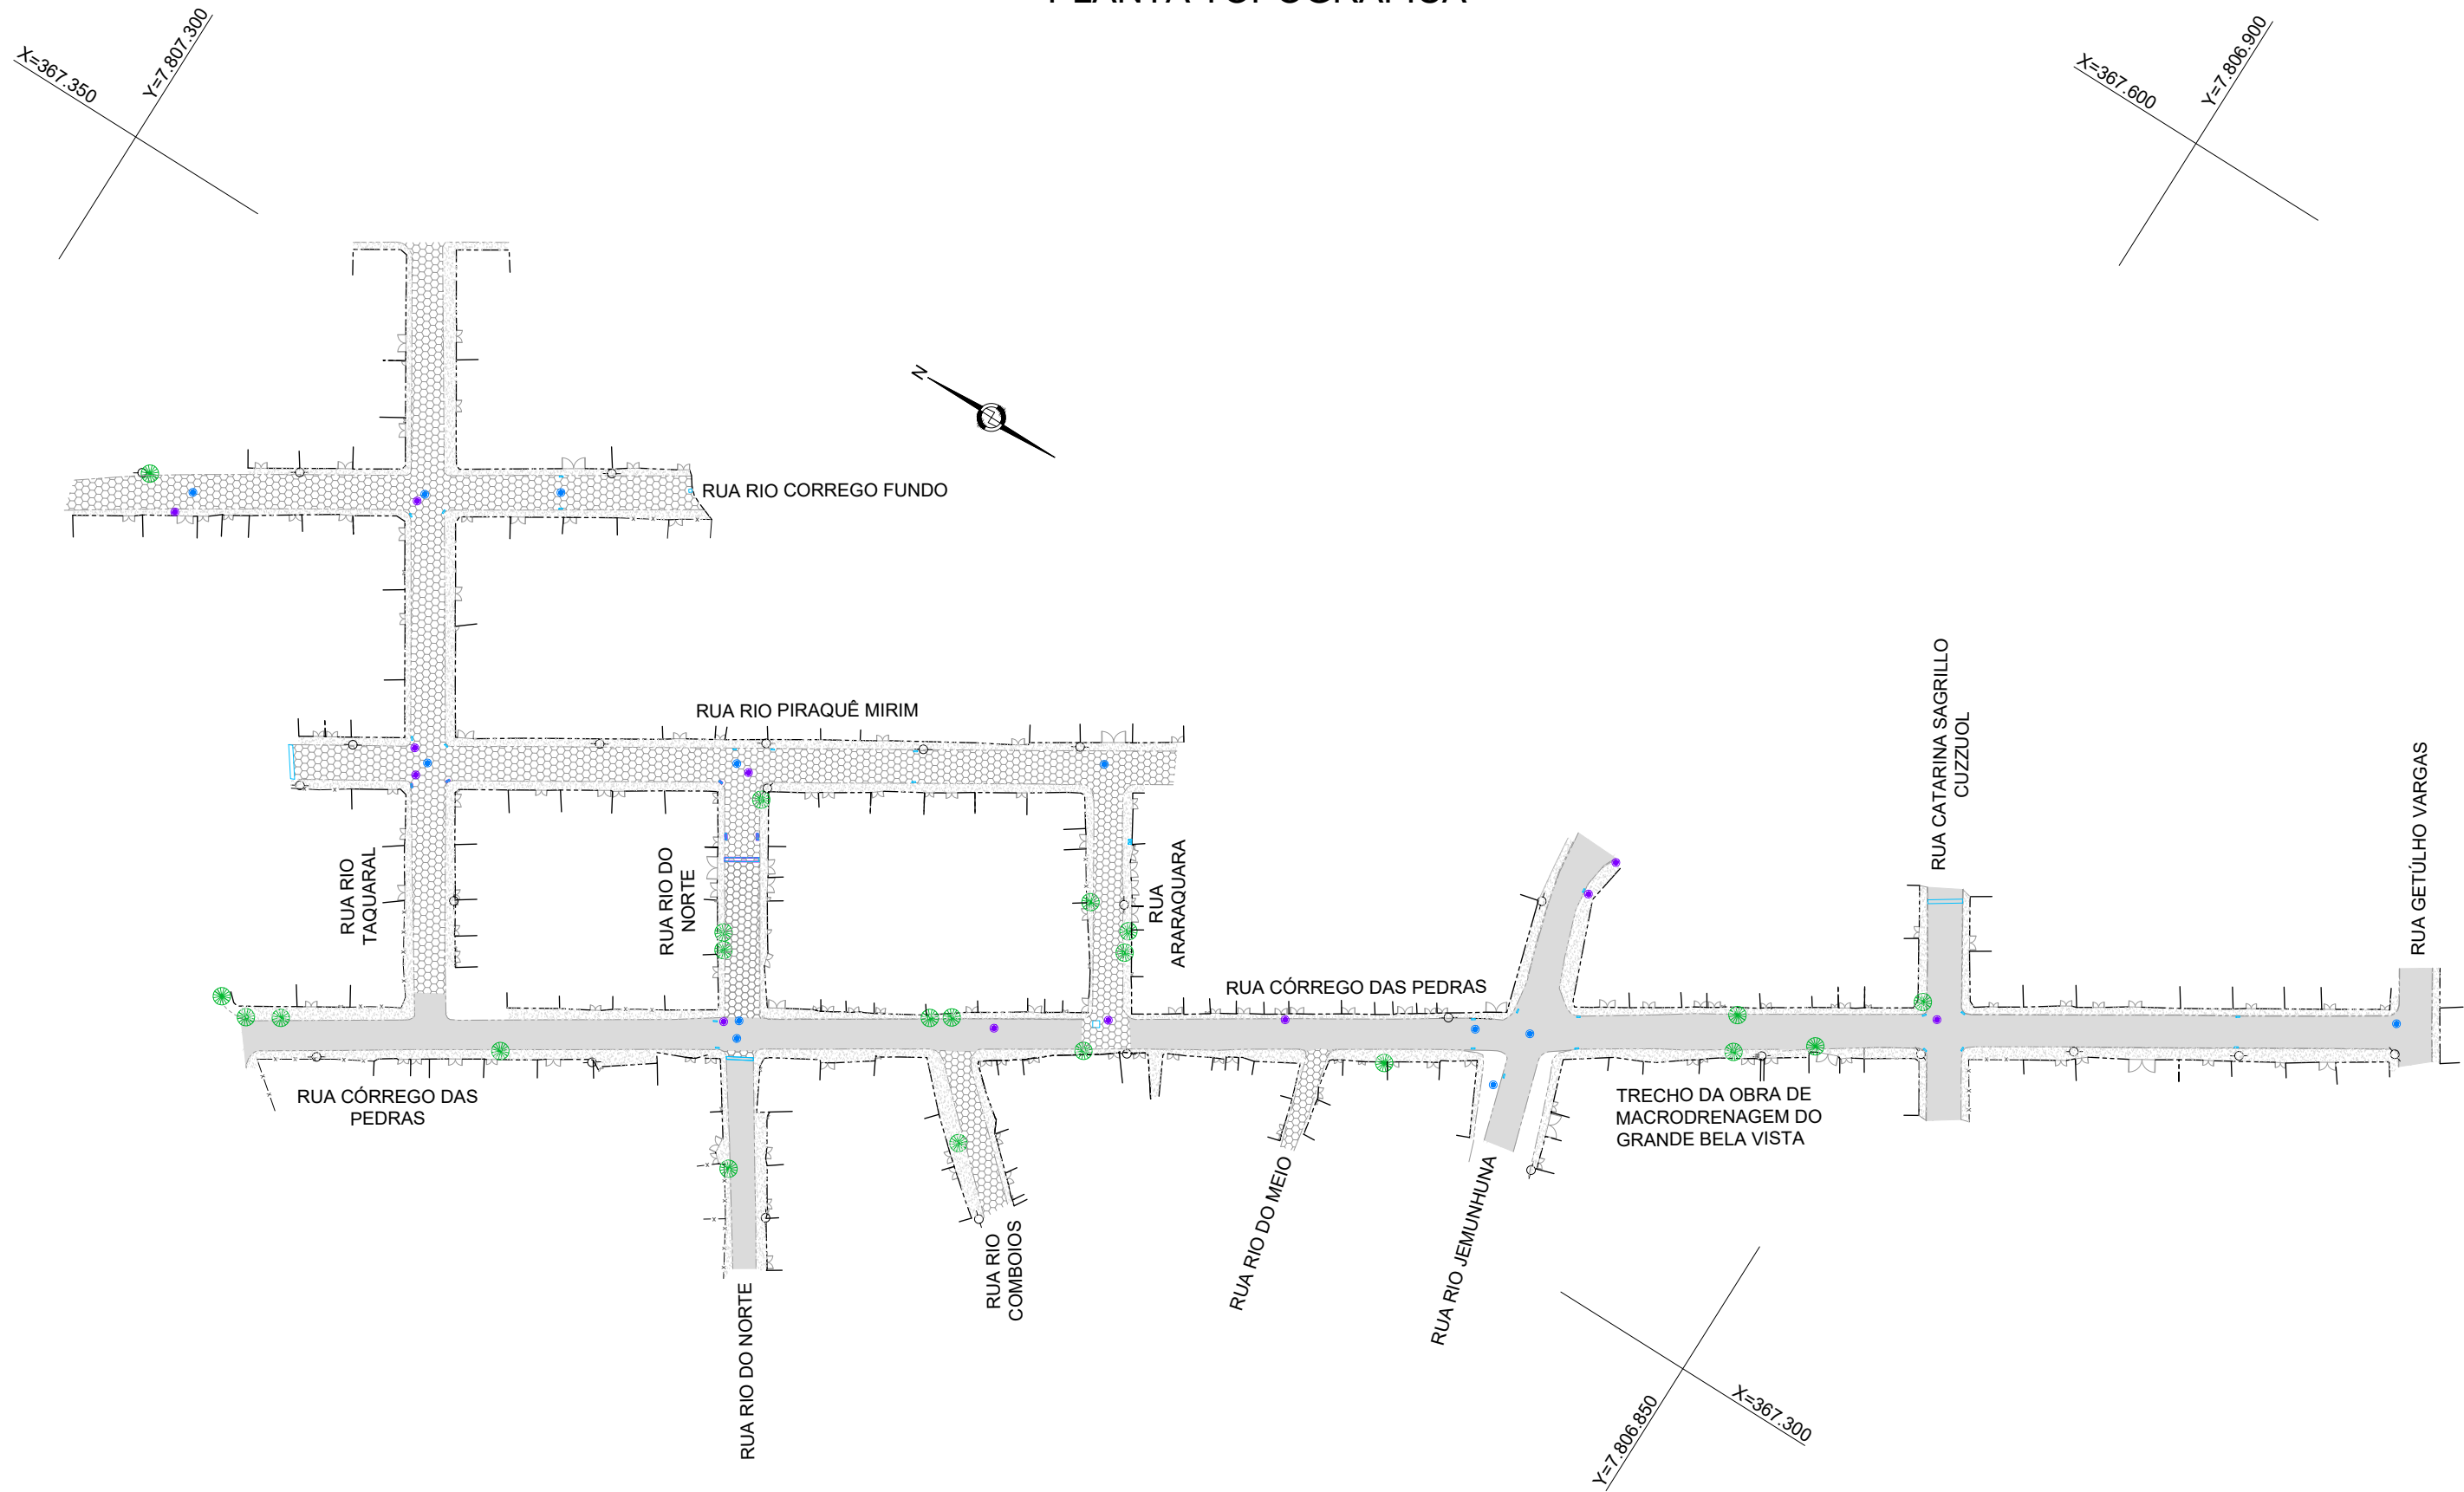 PLANTA TOPOGRÁFICA
X=367.350
Y=7.807.300
X=367.600
Y=7.806.900
N
RUA RIO CORREGO FUNDO
RUA RIO PIRAQUÊ MIRIM
RUA RIO
TAQUARAL
RUA RIO DO
NORTE
RUA
ARARAQUARA
RUA CÓRREGO DAS PEDRAS
RUA CATARINA SAGRILLO
CUZZUOL
RUA GETÚLHO VARGAS
RUA CÓRREGO DAS
PEDRAS
TRECHO DA OBRA DE
MACRODRENAGEM DO
GRANDE BELA VISTA
RUA RIO DO NORTE
RUA RIO
COMBOIOS
RUA RIO DO MEIO
RUA RIO JEMUNHUNA
Y=7.806.850
X=367.300